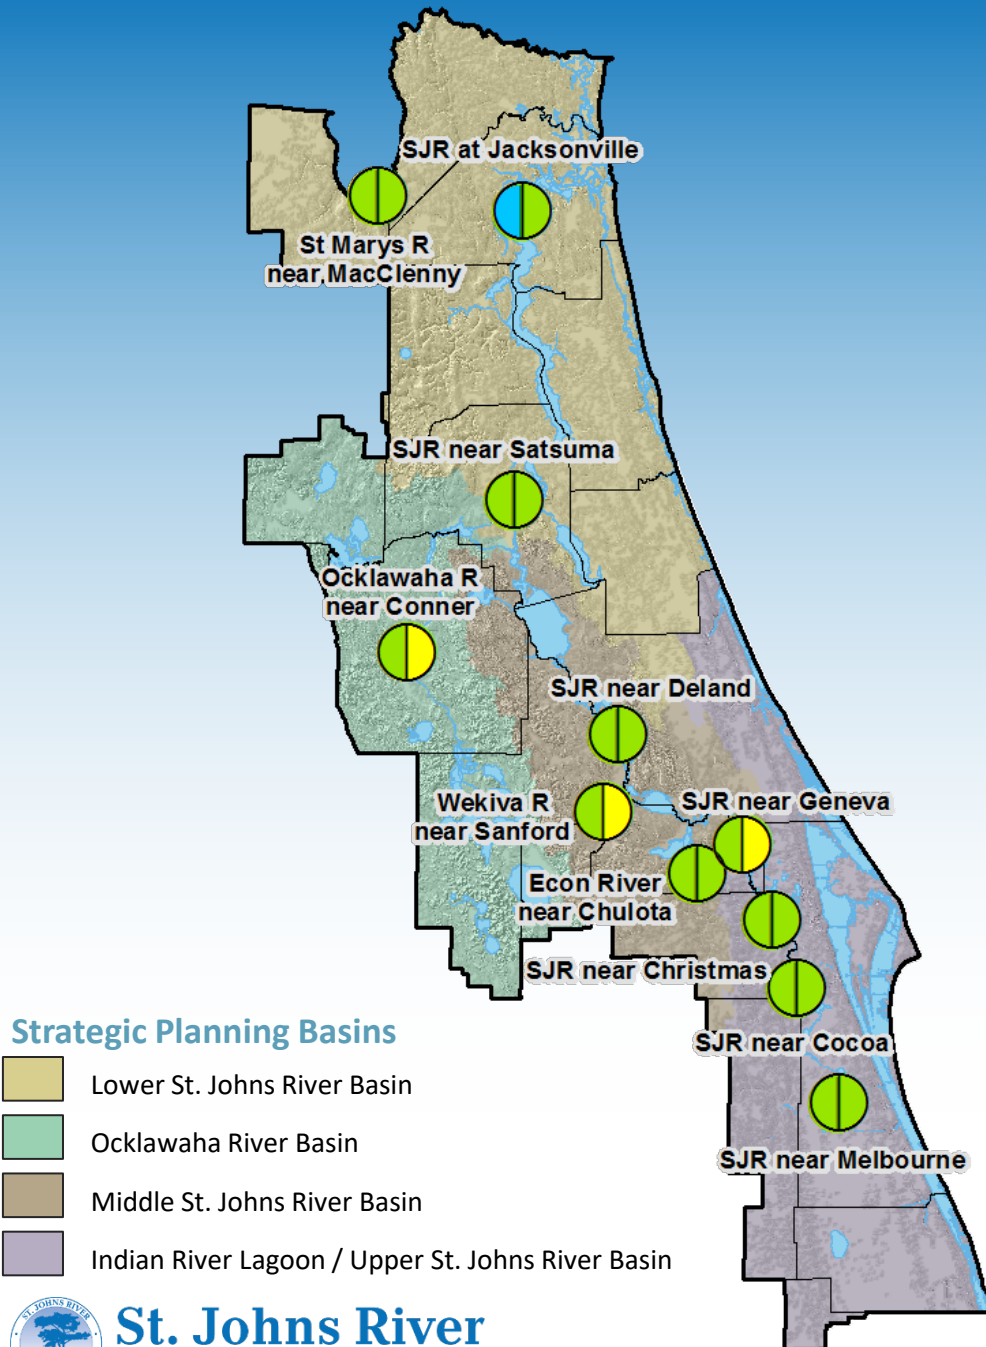 SJR at Jacksonville
St Marys R
near MacClenny
SJR near Satsuma
Ocklawaha R
near Conner
SJR near Deland
Wekiva R
near Sanford
SJR near Geneva
Econ River
near Chulota
SJR near Christmas
SJR near Cocoa
SJR near Melbourne
Strategic Planning Basins
Lower St. Johns River Basin
Ocklawaha River Basin
Middle St. Johns River Basin
Indian River Lagoon / Upper St. Johns River Basin
ST. JOHNS RIVER
St. Johns River